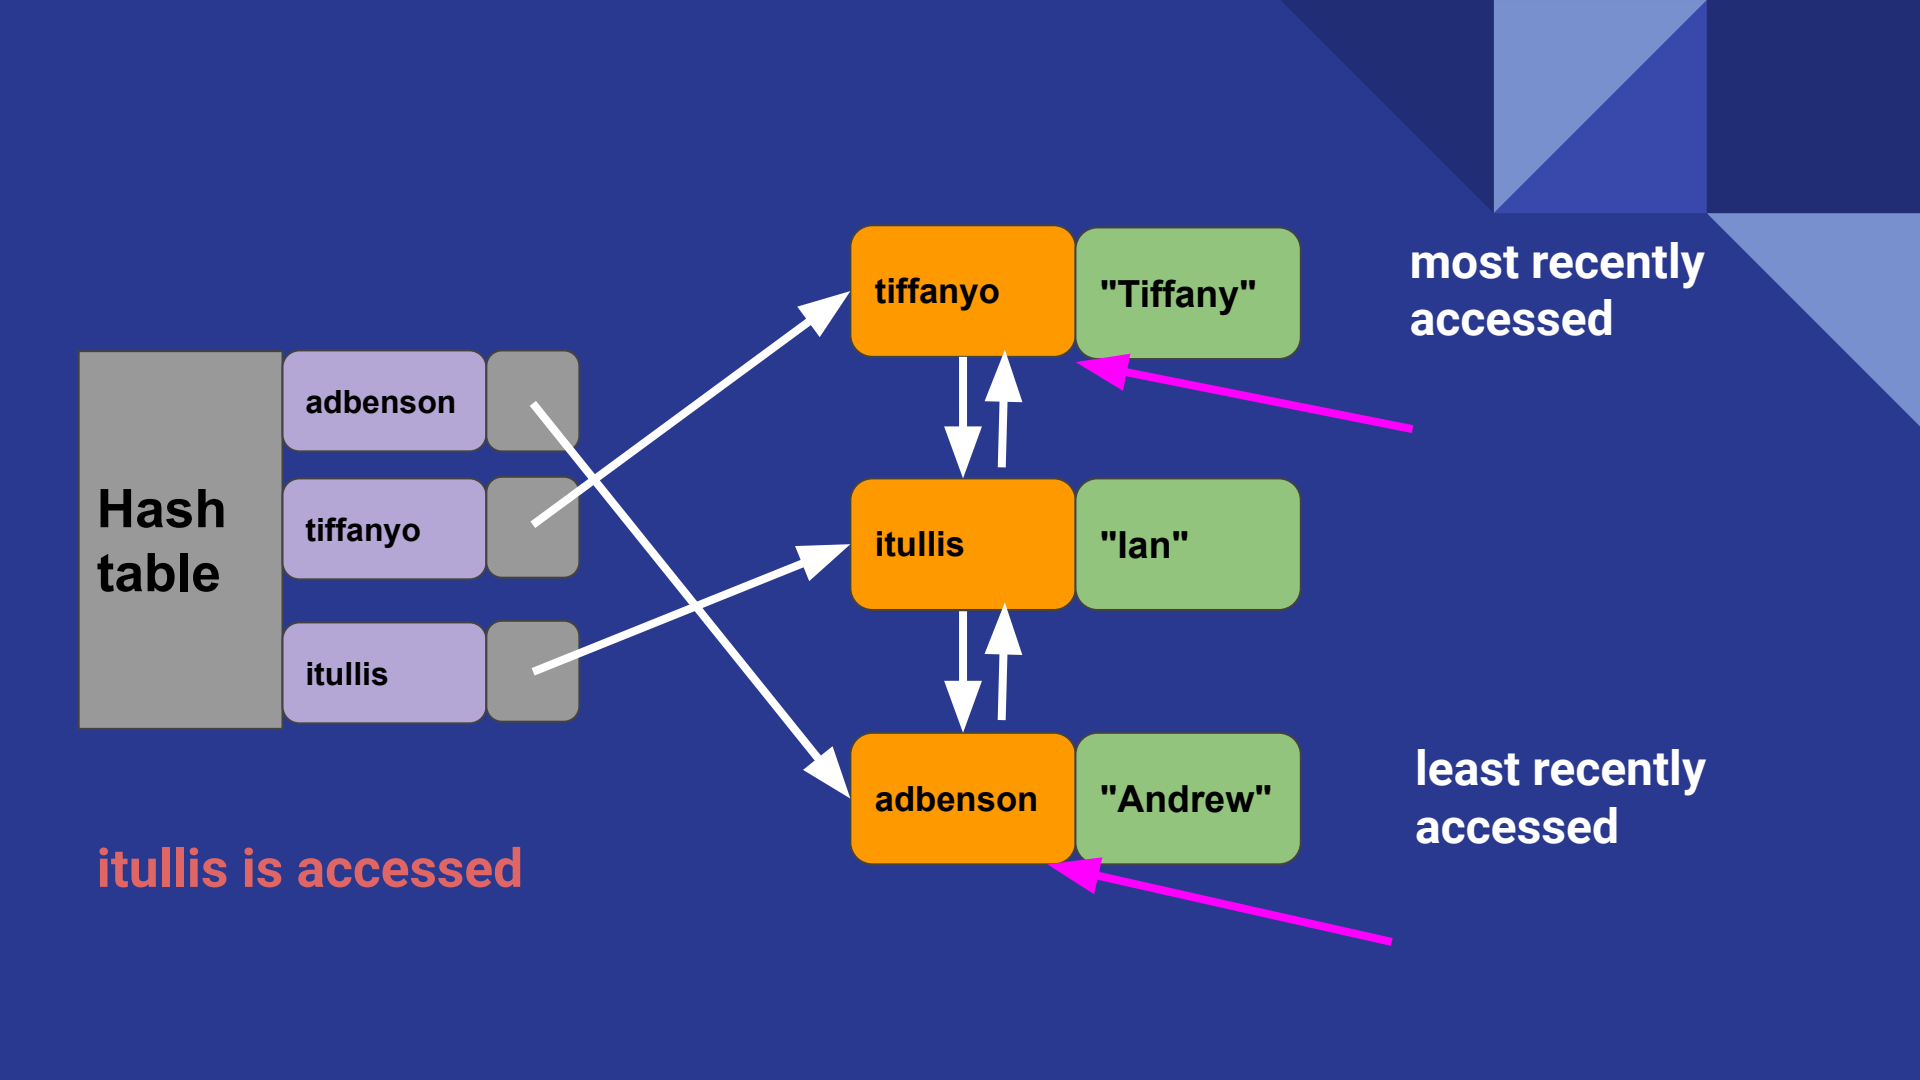 Hash
table
adbenson
tiffanyo
itullis
tiffanyo
"Tiffany"
itullis
"Ian"
adbenson
"Andrew"
most recently
accessed
least recently
accessed
itullis is accessed